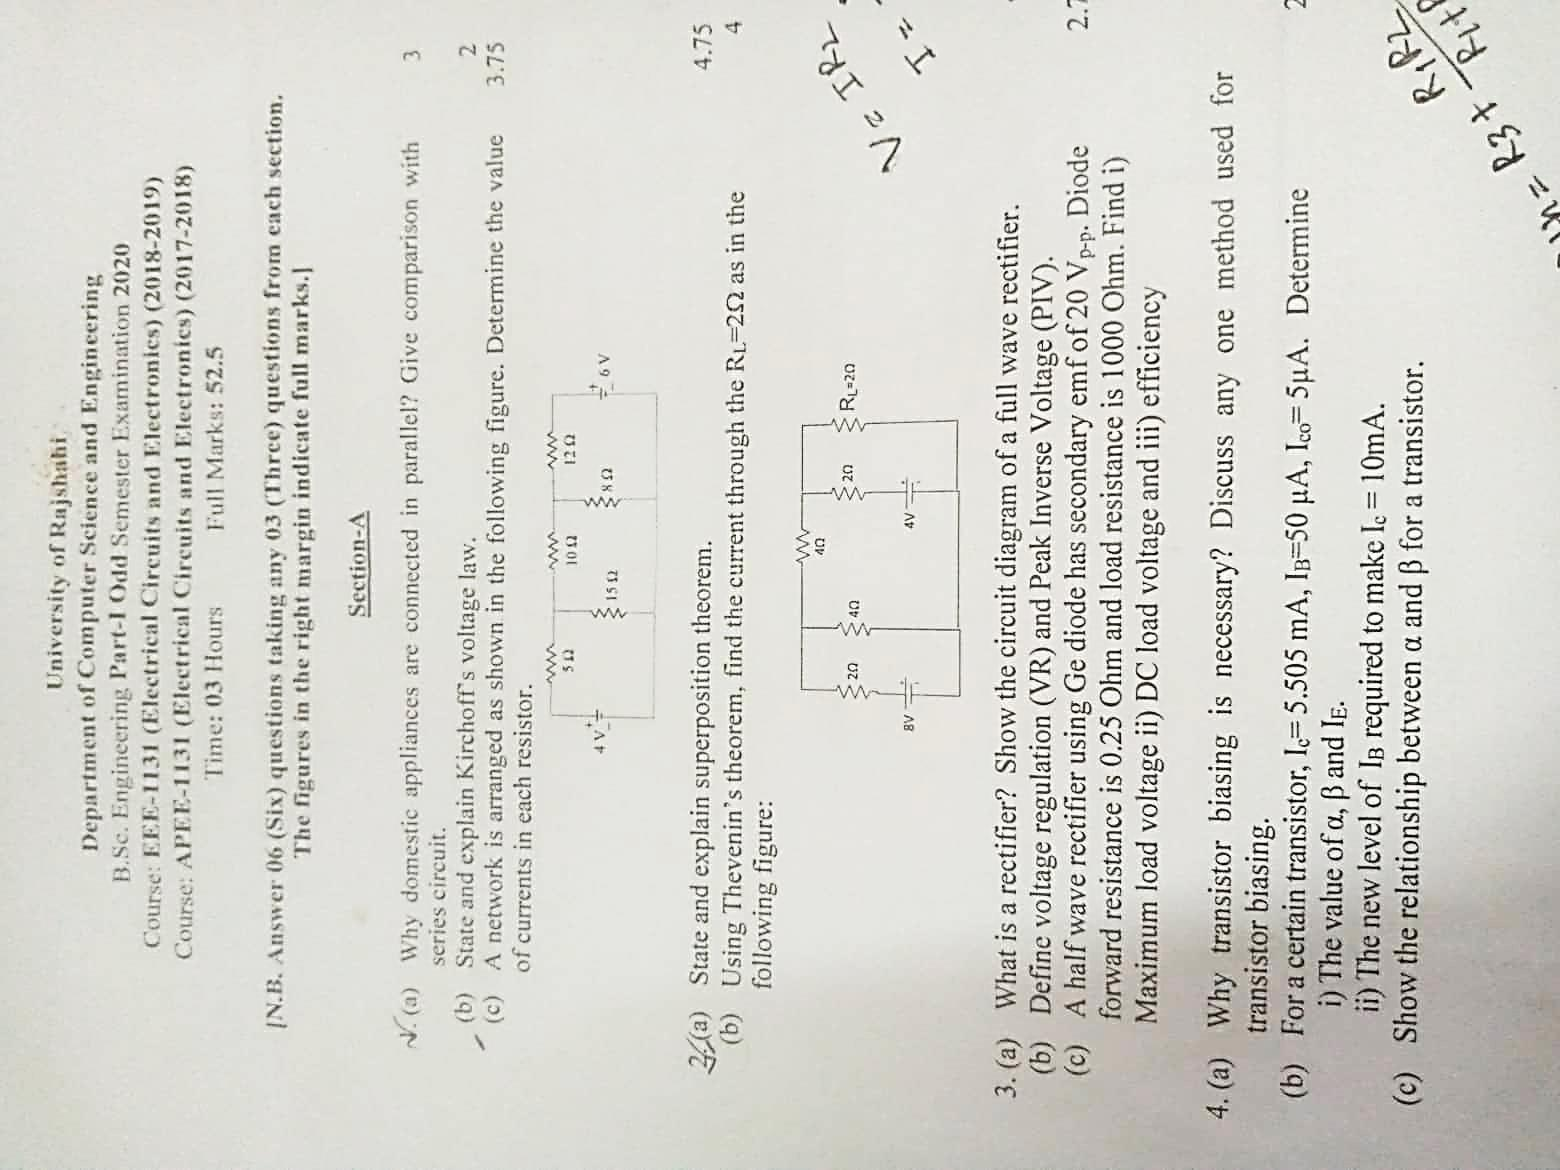 University of Rajshahi
Department of Computer Science and Engineering
B.Sc. Engineering Part-I Odd Semester Examination 2020
Course: EEE-1131 (Electrical Circuits and Electronics) (2018-2019)
Course: APEE-1131 (Electrical Circuits and Electronics) (2017-2018)
Time: 03 Hours Full Marks: 52.5
[N.B. Answer 06 (Six) questions taking any 03 (Three) questions from each section.
The figures in the right margin indicate full marks.]
Section-A
(a) Why domestic appliances are connected in parallel? Give comparison with 3
series circuit.
(b) State and explain Kirchoff's voltage law. 2
(c) A network is arranged as shown in the following figure. Determine the value 3.75
of currents in each resistor.
5 Ω 10 Ω 12 Ω
4 V + - 15 Ω 8 Ω + - 6 V
2. (a) State and explain superposition theorem. 4.75
(b) Using Thevenin's theorem, find the current through the RL=2Ω as in the 4
following figure:
4Ω
2Ω 4Ω 2Ω RL=2Ω
8V 4V
V = IR2
I =
3. (a) What is a rectifier? Show the circuit diagram of a full wave rectifier.
(b) Define voltage regulation (VR) and Peak Inverse Voltage (PIV).
(c) A half wave rectifier using Ge diode has secondary emf of 20 Vp-p. Diode
forward resistance is 0.25 Ohm and load resistance is 1000 Ohm. Find i)
Maximum load voltage ii) DC load voltage and iii) efficiency
4. (a) Why transistor biasing is necessary? Discuss any one method used for
transistor biasing.
(b) For a certain transistor, Ic= 5.505 mA, IB=50 μA, Ico= 5μA. Determine
i) The value of α, β and IE.
ii) The new level of IB required to make Ic = 10mA.
(c) Show the relationship between α and β for a transistor.
R1R2
= R3 +